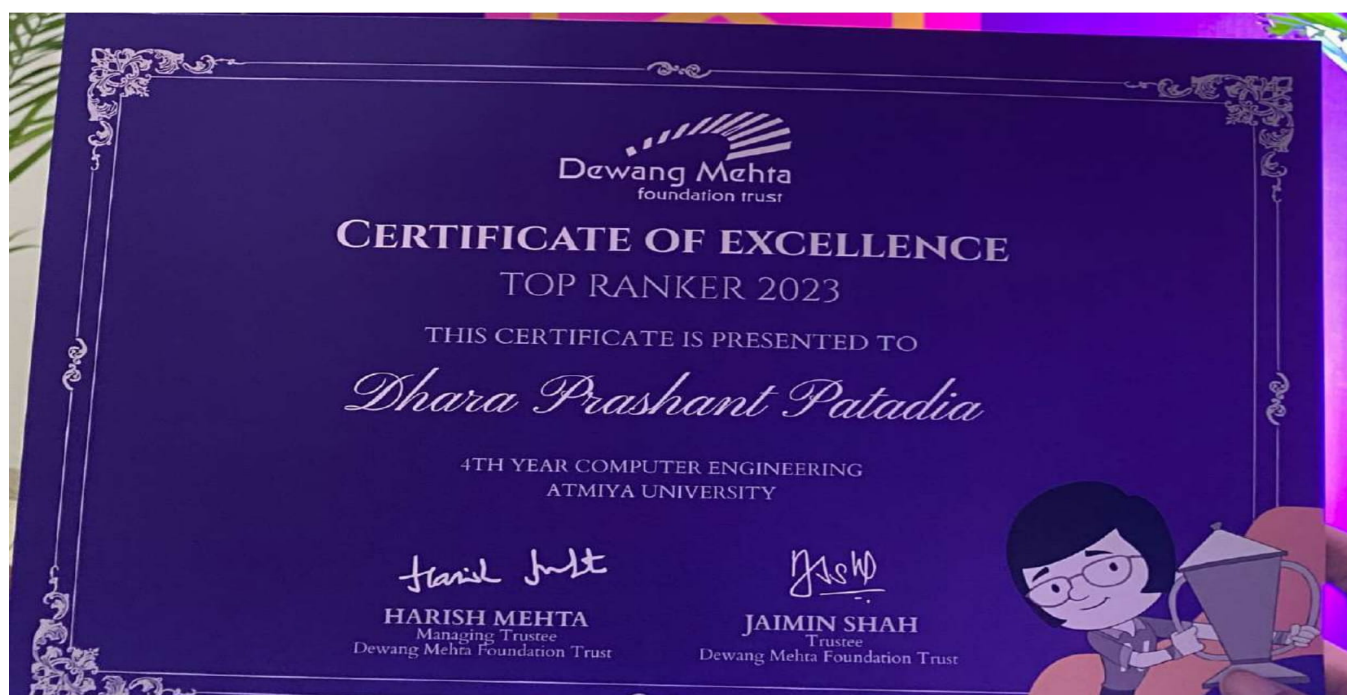 Dewang Mehta
foundation trust
CERTIFICATE OF EXCELLENCE
TOP RANKER 2023
THIS CERTIFICATE IS PRESENTED TO
Dhara Prashant Patadia
4TH YEAR COMPUTER ENGINEERING
ATMIYA UNIVERSITY
HARISH MEHTA
Managing Trustee
Dewang Mehta Foundation Trust
JAIMIN SHAH
Trustee
Dewang Mehta Foundation Trust